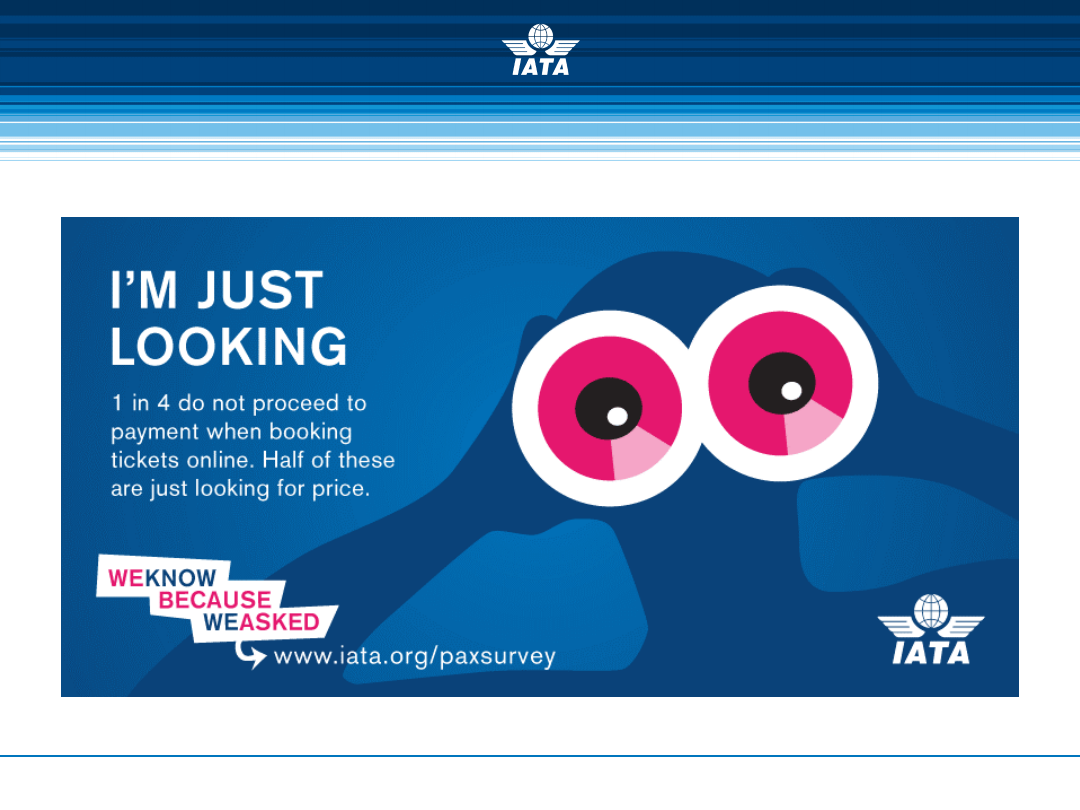 IATA
I'M JUST
LOOKING
1 in 4 do not proceed to
payment when booking
tickets online. Half of these
are just looking for price.
WEKNOW
BECAUSE
WEASKED
www.iata.org/paxsurvey
IATA